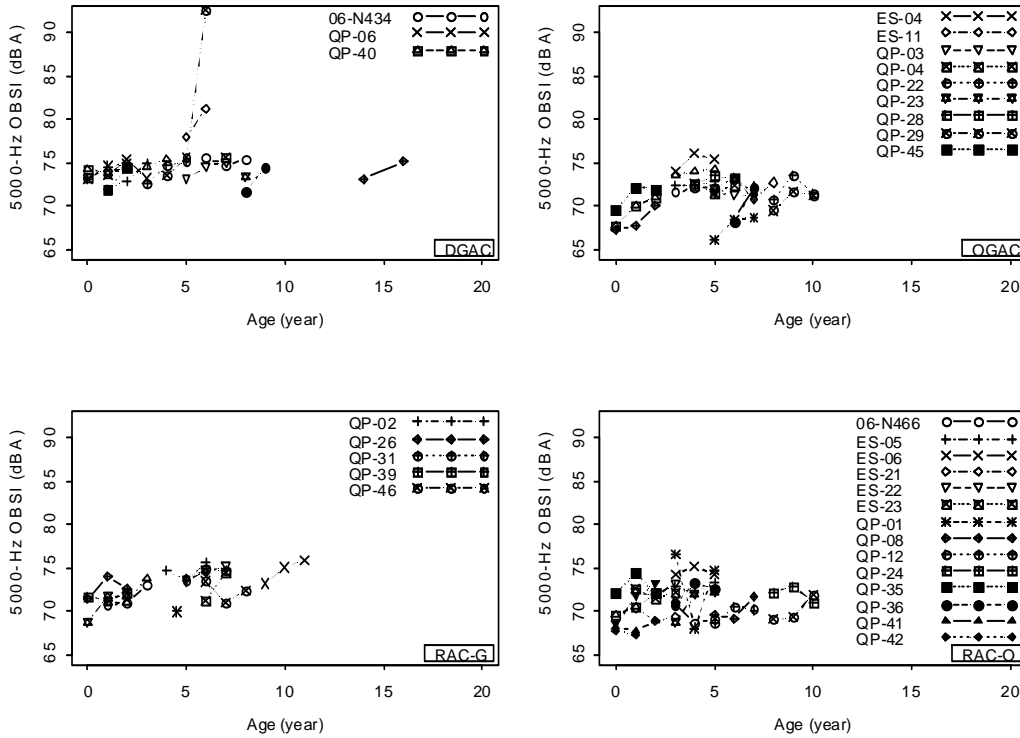 5000-Hz OBSI (dBA)
90
85
80
75
70
65
06-N434
QP-06
QP-40
DGAC
0 5 10 15 20
Age (year)
5000-Hz OBSI (dBA)
90
85
80
75
70
65
ES-04
ES-11
QP-03
QP-04
QP-22
QP-23
QP-28
QP-29
QP-45
OGAC
0 5 10 15 20
Age (year)
5000-Hz OBSI (dBA)
90
85
80
75
70
65
QP-02
QP-26
QP-31
QP-39
QP-46
RAC-G
0 5 10 15 20
Age (year)
5000-Hz OBSI (dBA)
90
85
80
75
70
65
06-N466
ES-05
ES-06
ES-21
ES-22
ES-23
QP-01
QP-08
QP-12
QP-24
QP-35
QP-36
QP-41
QP-42
RAC-O
0 5 10 15 20
Age (year)